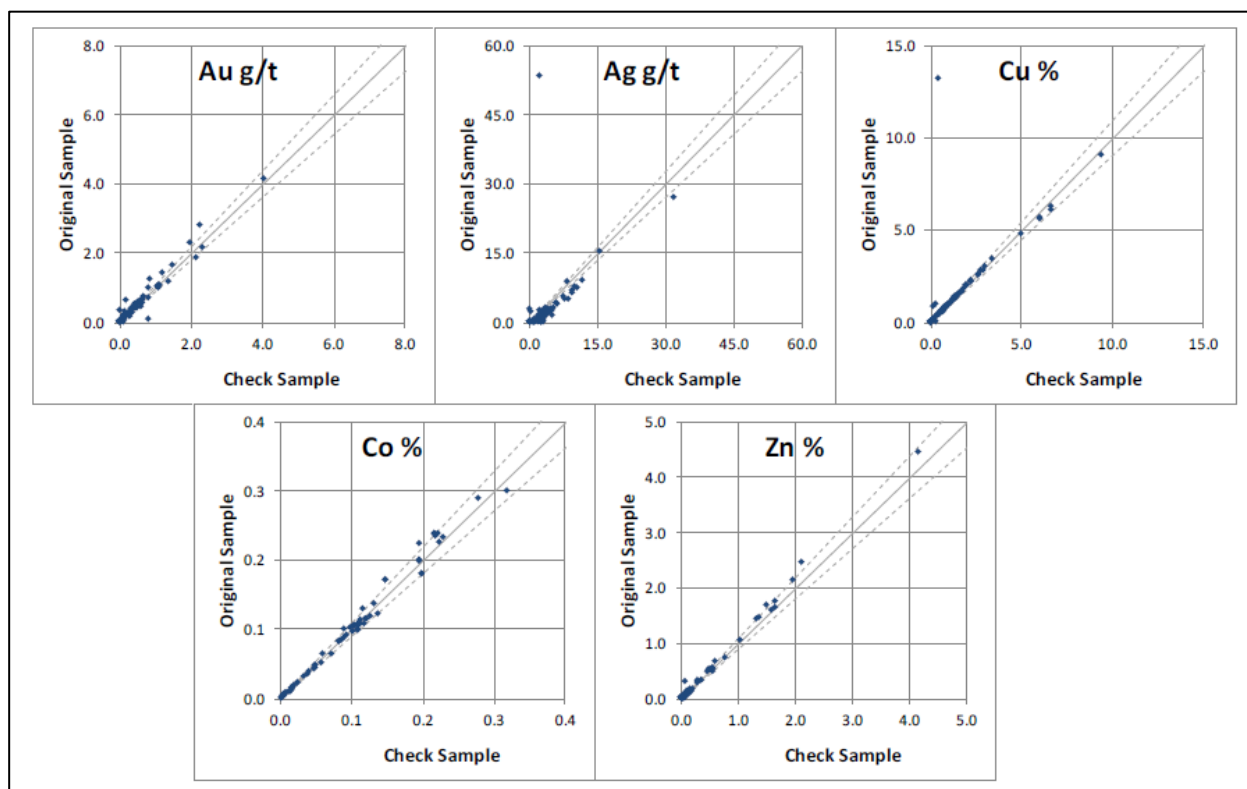 Au g/t
Original Sample
8.0
6.0
4.0
2.0
0.0
0.0 2.0 4.0 6.0 8.0
Check Sample
Ag g/t
Original Sample
60.0
45.0
30.0
15.0
0.0
0.0 15.0 30.0 45.0 60.0
Check Sample
Cu %
Original Sample
15.0
10.0
5.0
0.0
0.0 5.0 10.0 15.0
Check Sample
Co %
Original Sample
0.4
0.3
0.2
0.1
0.0
0.0 0.1 0.2 0.3 0.4
Check Sample
Zn %
Original Sample
5.0
4.0
3.0
2.0
1.0
0.0
0.0 1.0 2.0 3.0 4.0 5.0
Check Sample